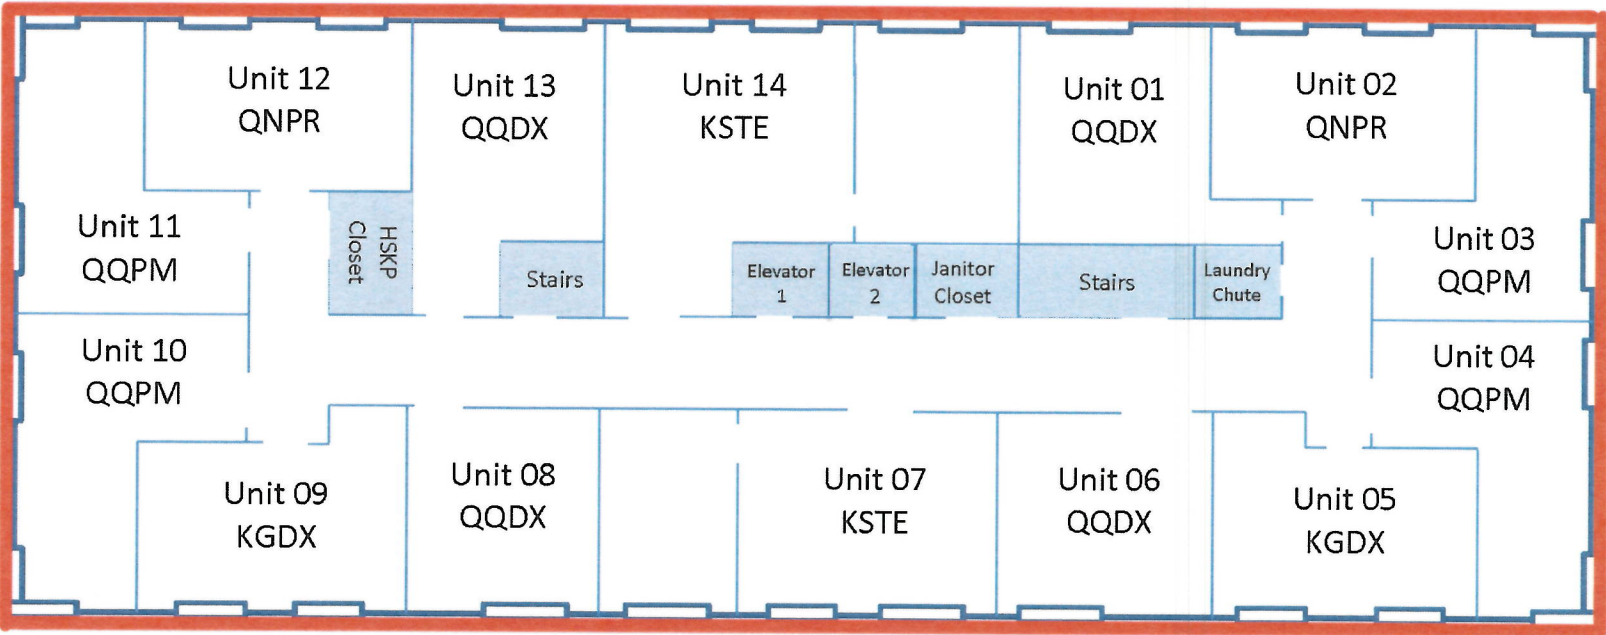 Unit 12
QNPR
Unit 13
QQDX
Unit 14
KSTE
Unit 01
QQDX
Unit 02
QNPR
Unit 11
QQPM
HSKP
Closet
Stairs
Elevator
1
Elevator
2
Janitor
Closet
Stairs
Laundry
Chute
Unit 03
QQPM
Unit 10
QQPM
Unit 04
QQPM
Unit 09
KGDX
Unit 08
QQDX
Unit 07
KSTE
Unit 06
QQDX
Unit 05
KGDX